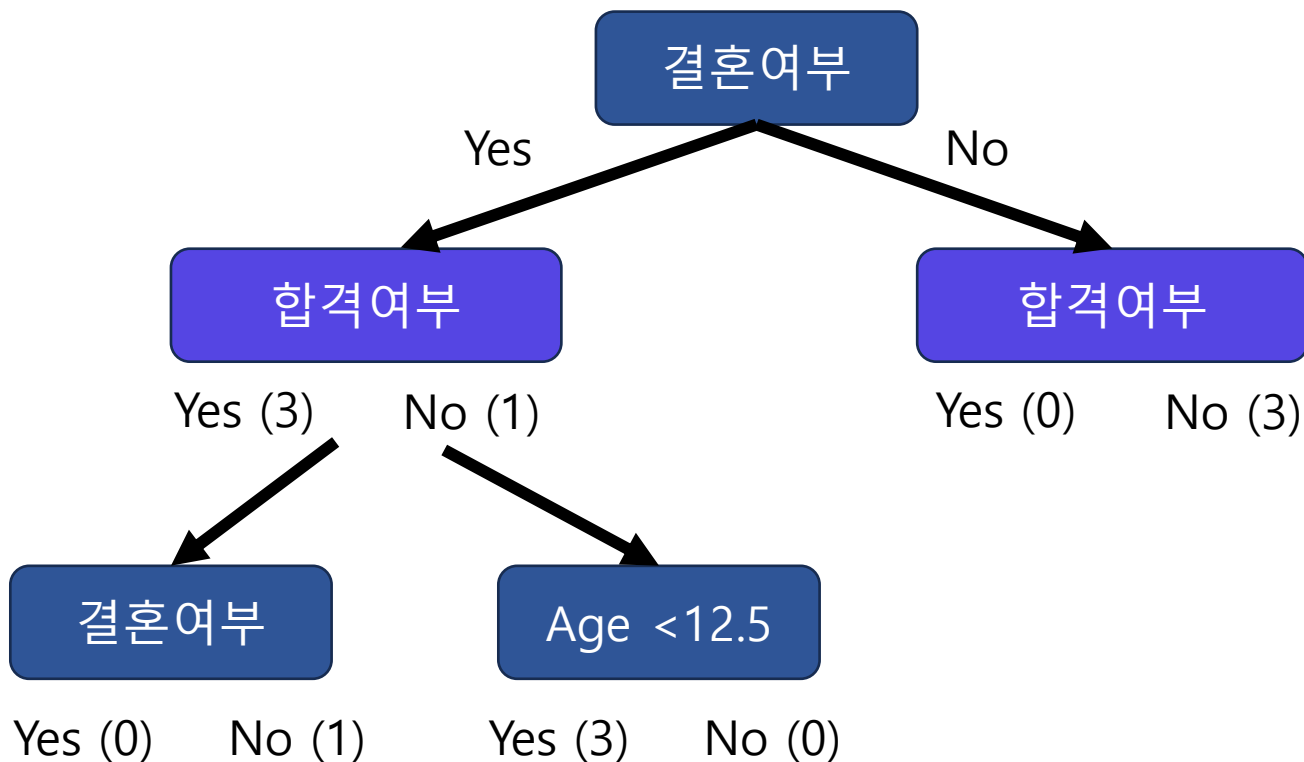 결혼여부
Yes No
합격여부 합격여부
Yes (3) No (1) Yes (0) No (3)
결혼여부 Age <12.5
Yes (0) No (1) Yes (3) No (0)